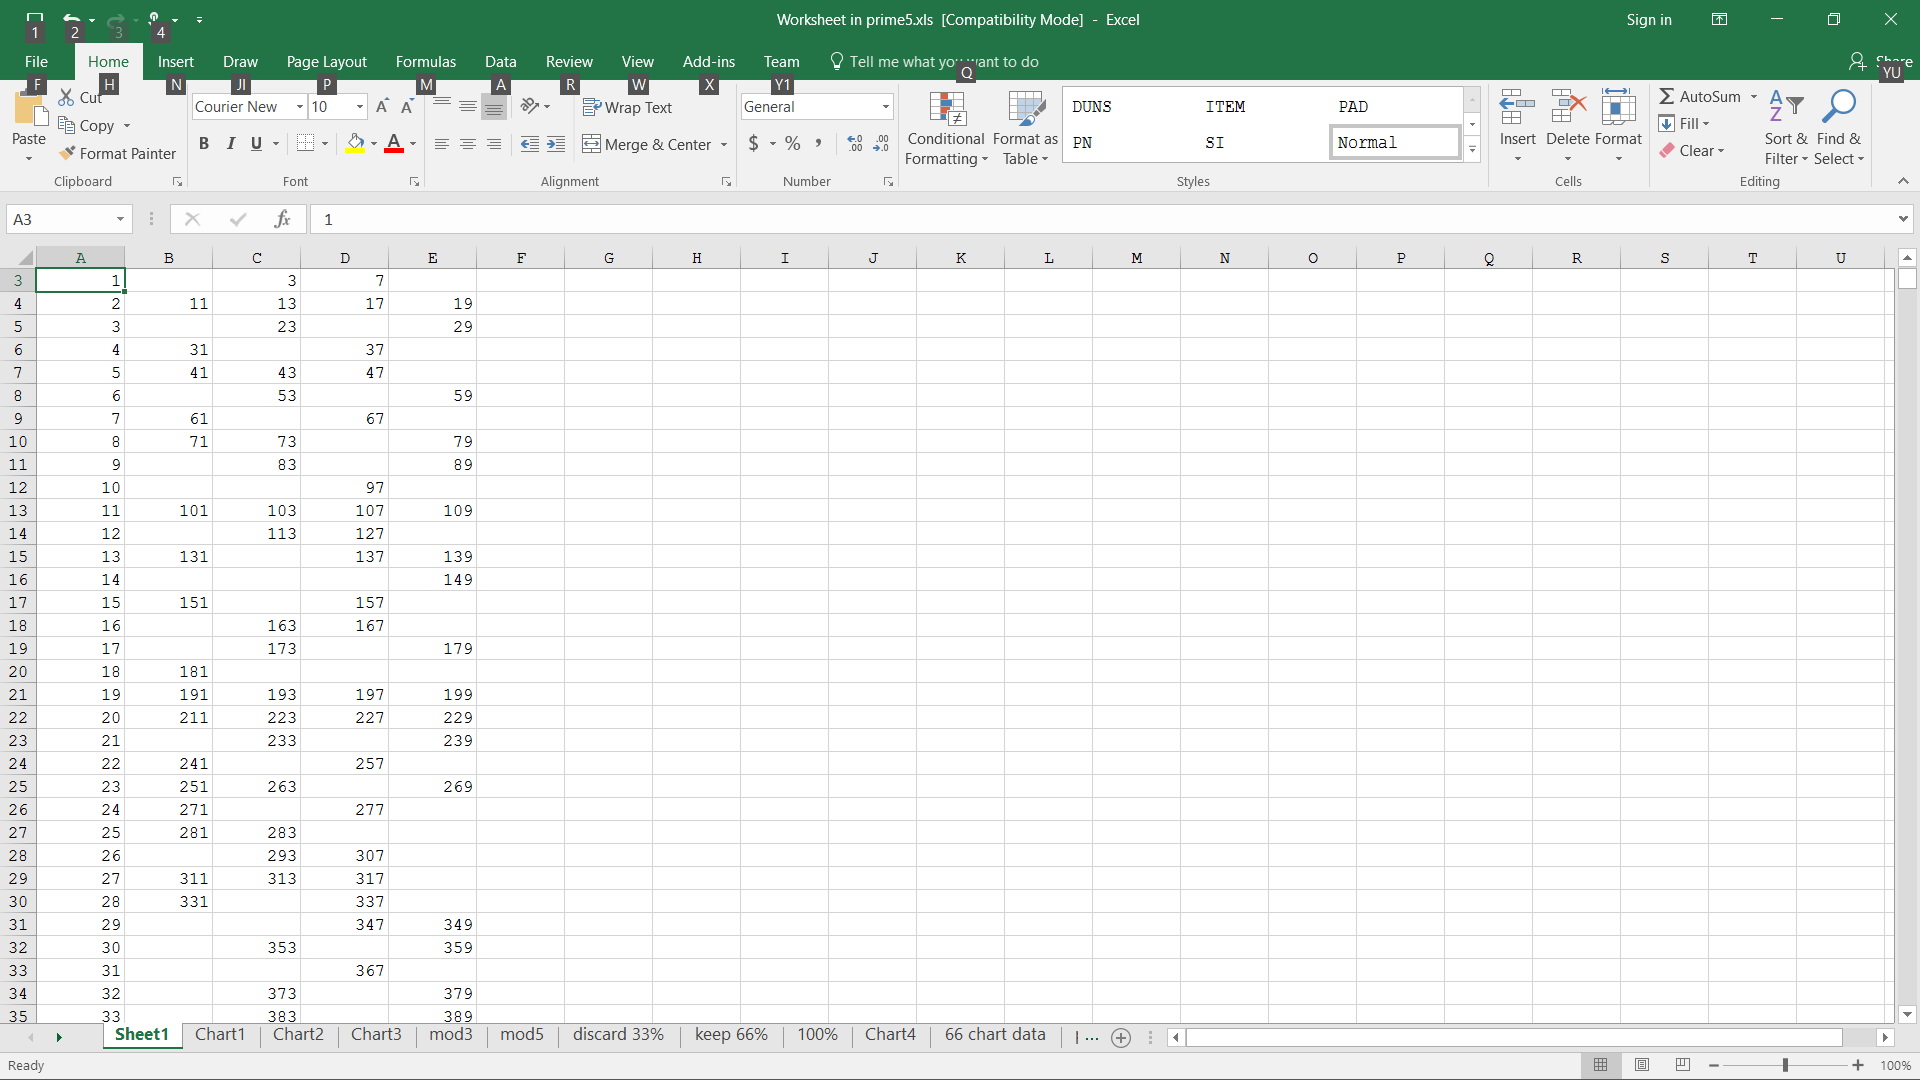 Worksheet in prime5.xls [Compatibility Mode] - Excel
Sign in
1 2 3 4
File Home Insert Draw Page Layout Formulas Data Review View Add-ins Team Tell me what you want to do Share
F H N JI P M A R W X Y1 Q YU
Paste
Cut
Copy
Format Painter
Clipboard
Courier New 10
B I U
Font
Wrap Text
Merge & Center
Alignment
General
$ % ,
Number
Conditional Formatting
Format as Table
DUNS ITEM PAD
PN SI Normal
Styles
Insert Delete Format
Cells
AutoSum
Fill
Clear
Sort & Filter
Find & Select
Editing
A3 fx 1
A B C D E F G H I J K L M N O P Q R S T U
3 1 3 7
4 2 11 13 17 19
5 3 23 29
6 4 31 37
7 5 41 43 47
8 6 53 59
9 7 61 67
10 8 71 73 79
11 9 83 89
12 10 97
13 11 101 103 107 109
14 12 113 127
15 13 131 137 139
16 14 149
17 15 151 157
18 16 163 167
19 17 173 179
20 18 181
21 19 191 193 197 199
22 20 211 223 227 229
23 21 233 239
24 22 241 257
25 23 251 263 269
26 24 271 277
27 25 281 283
28 26 293 307
29 27 311 313 317
30 28 331 337
31 29 347 349
32 30 353 359
33 31 367
34 32 373 379
35 33 383 389
Sheet1 Chart1 Chart2 Chart3 mod3 mod5 discard 33% keep 66% 100% Chart4 66 chart data ...
Ready 100%